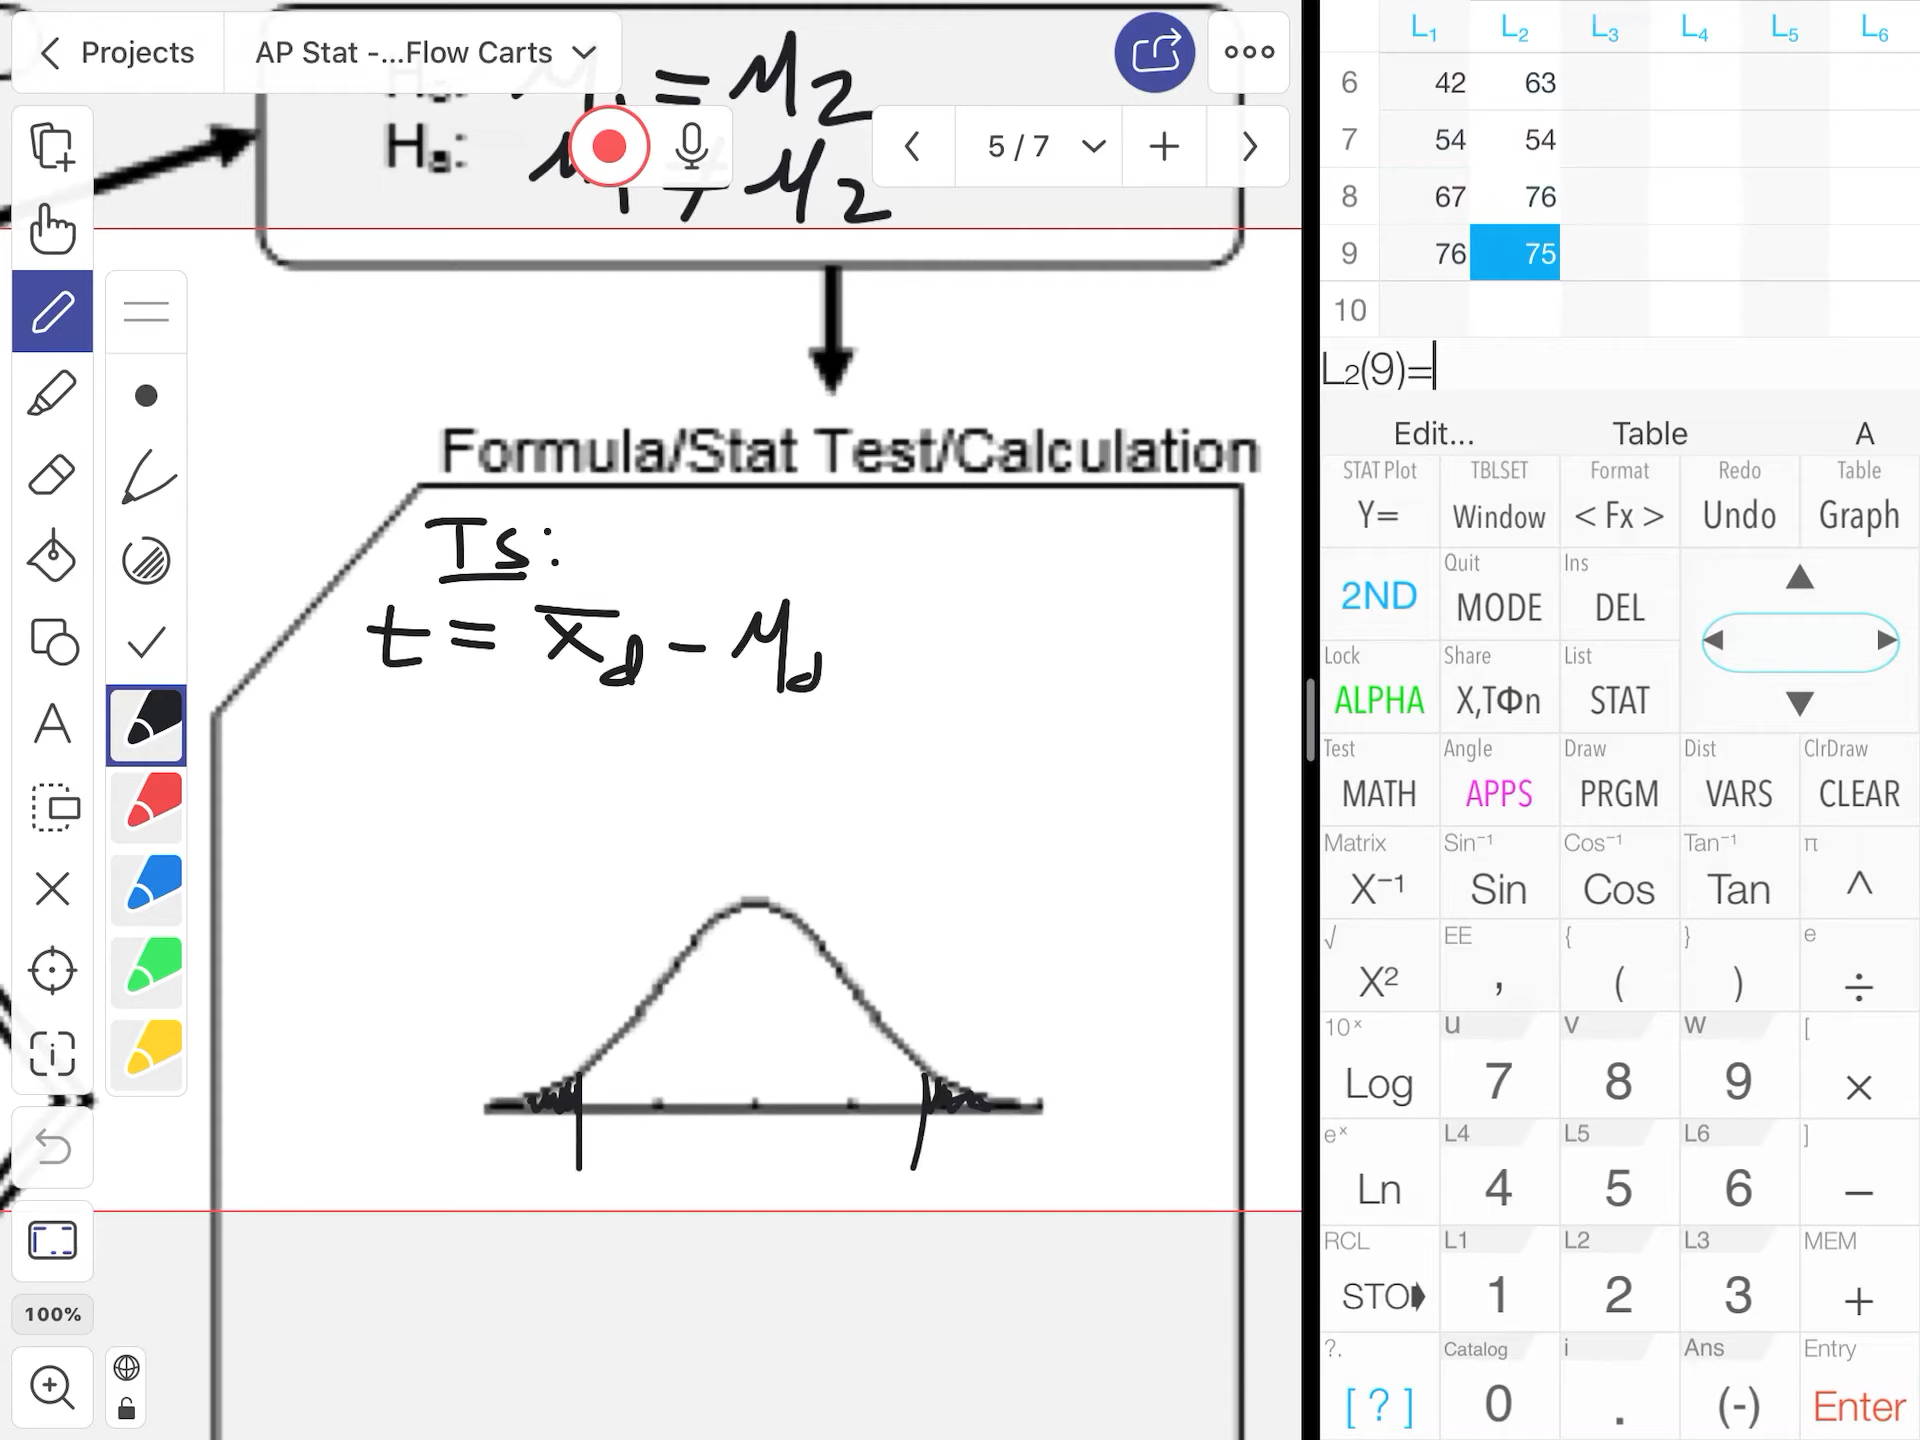 Projects
AP Stat -...Flow Carts
= μ2
Ha: μ1 ≠ μ2
5 / 7
Formula/Stat Test/Calculation
Ts:
t = x̄d - μd
A
100%
L1 L2 L3 L4 L5 L6
6 42 63
7 54 54
8 67 76
9 76 75
10
L2(9)=
Edit... Table A
STAT Plot TBLSET Format Redo Table
Y= Window < Fx > Undo Graph
Quit Ins
2ND MODE DEL
Lock Share List
ALPHA X,TΦn STAT
Test Angle Draw Dist ClrDraw
MATH APPS PRGM VARS CLEAR
Matrix Sin⁻¹ Cos⁻¹ Tan⁻¹ π
X⁻¹ Sin Cos Tan ^
√ EE { } e
X² , ( ) ÷
10ˣ u v w [
Log 7 8 9 ×
eˣ L4 L5 L6 ]
Ln 4 5 6 −
RCL L1 L2 L3 MEM
STO 1 2 3 +
?. Catalog i Ans Entry
[ ? ] 0 . (-) Enter